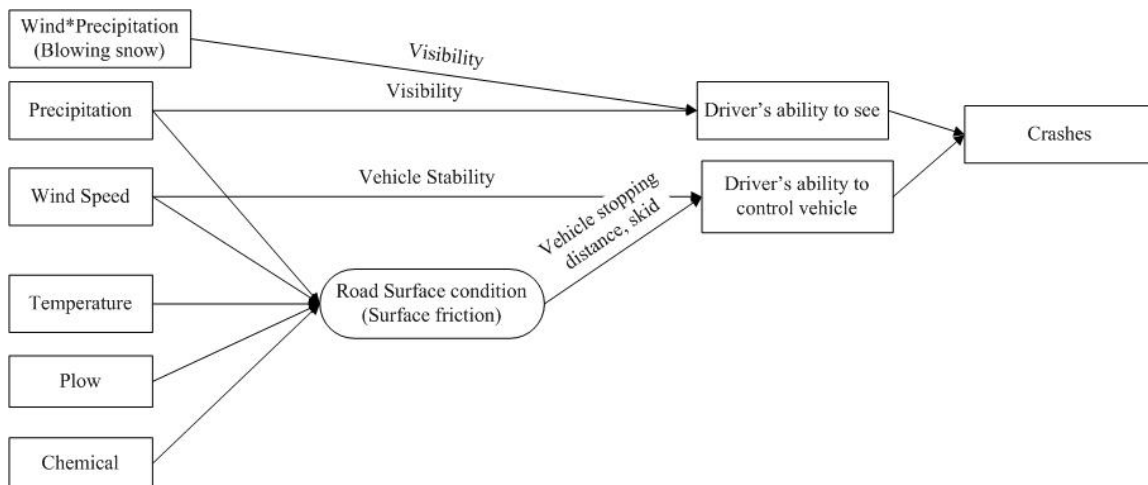 Wind*Precipitation
(Blowing snow)
Visibility
Precipitation
Visibility
Driver's ability to see
Crashes
Wind Speed
Vehicle Stability
Driver's ability to
control vehicle
Vehicle stopping
distance, skid
Temperature
Road Surface condition
(Surface friction)
Plow
Chemical